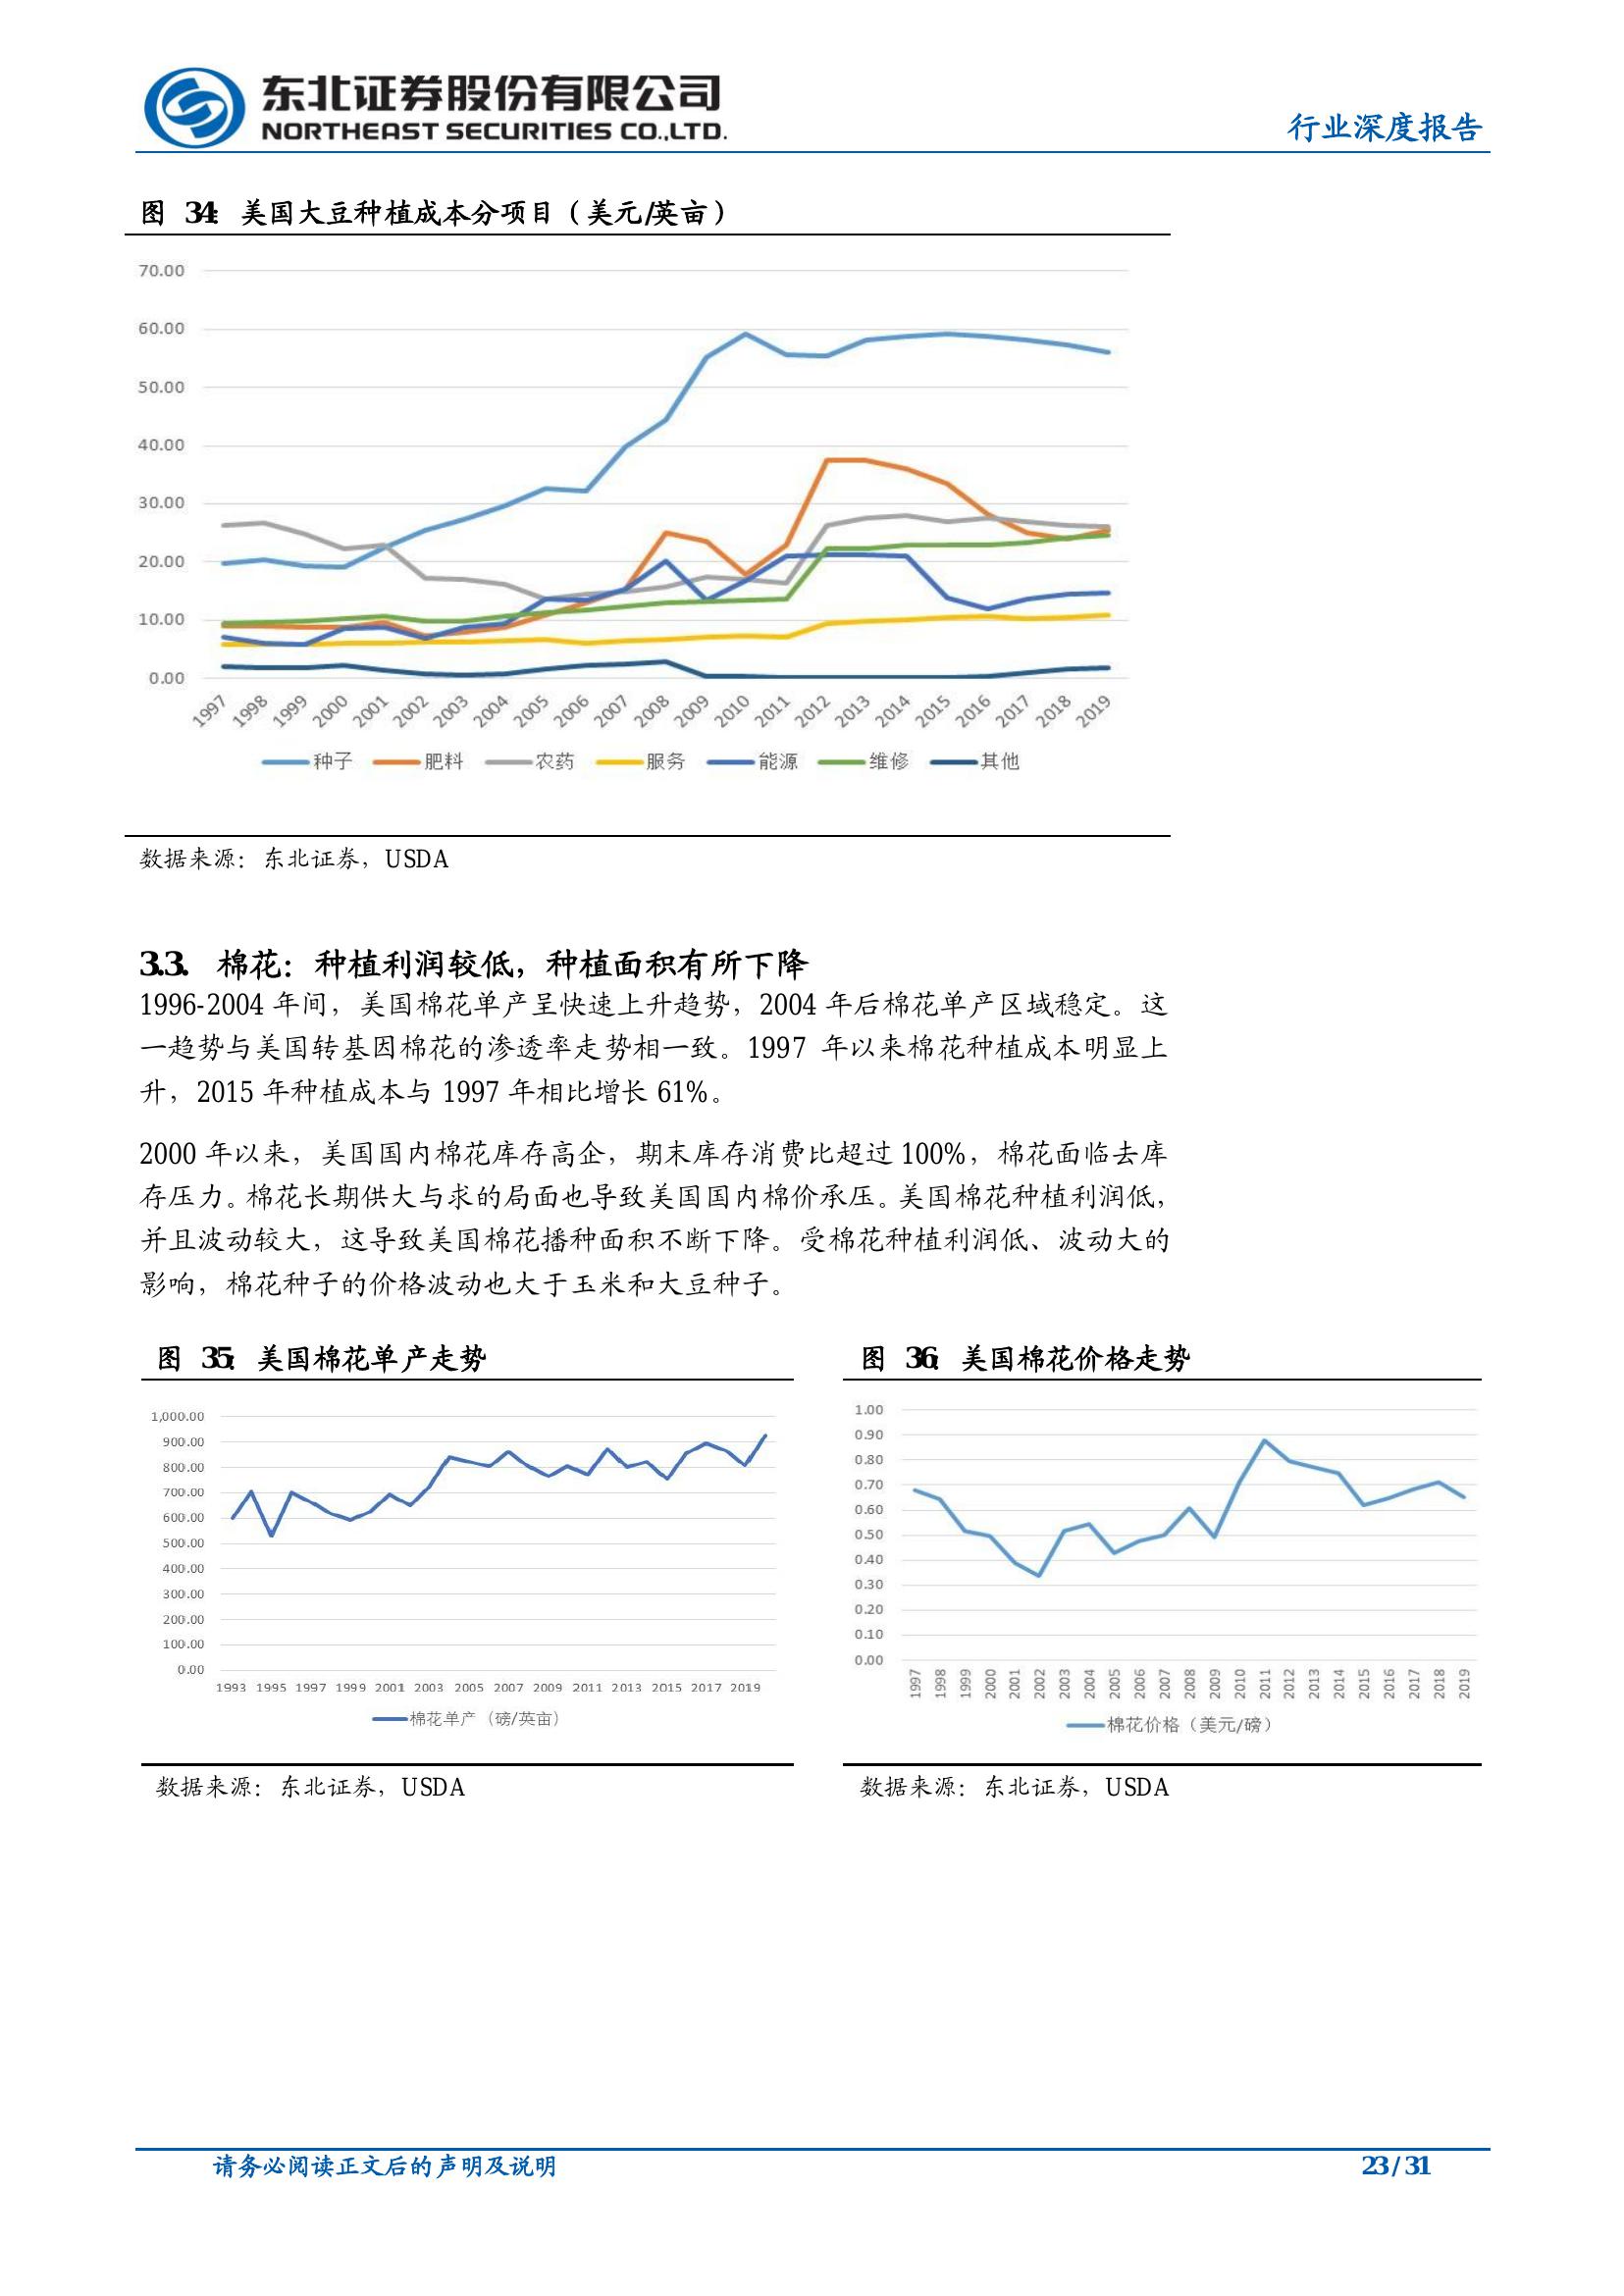 东北证券股份有限公司
NORTHEAST SECURITIES CO.,LTD.
行业深度报告
图 34：美国大豆种植成本分项目（美元/英亩）
70.00
60.00
50.00
40.00
30.00
20.00
10.00
0.00
1997 1998 1999 2000 2001 2002 2003 2004 2005 2006 2007 2008 2009 2010 2011 2012 2013 2014 2015 2016 2017 2018 2019
种子 肥料 农药 服务 能源 维修 其他
数据来源：东北证券，USDA
3.3. 棉花：种植利润较低，种植面积有所下降
1996-2004 年间，美国棉花单产呈快速上升趋势，2004 年后棉花单产区域稳定。这
一趋势与美国转基因棉花的渗透率走势相一致。1997 年以来棉花种植成本明显上
升，2015 年种植成本与 1997 年相比增长 61%。
2000 年以来，美国国内棉花库存高企，期末库存消费比超过 100%，棉花面临去库
存压力。棉花长期供大与求的局面也导致美国国内棉价承压。美国棉花种植利润低，
并且波动较大，这导致美国棉花播种面积不断下降。受棉花种植利润低、波动大的
影响，棉花种子的价格波动也大于玉米和大豆种子。
图 35：美国棉花单产走势
1,000.00
900.00
800.00
700.00
600.00
500.00
400.00
300.00
200.00
100.00
0.00
1993 1995 1997 1999 2001 2003 2005 2007 2009 2011 2013 2015 2017 2019
棉花单产（磅/英亩）
数据来源：东北证券，USDA
图 36：美国棉花价格走势
1.00
0.90
0.80
0.70
0.60
0.50
0.40
0.30
0.20
0.10
0.00
1997 1998 1999 2000 2001 2002 2003 2004 2005 2006 2007 2008 2009 2010 2011 2012 2013 2014 2015 2016 2017 2018 2019
棉花价格（美元/磅）
数据来源：东北证券，USDA
请务必阅读正文后的声明及说明
23 / 31